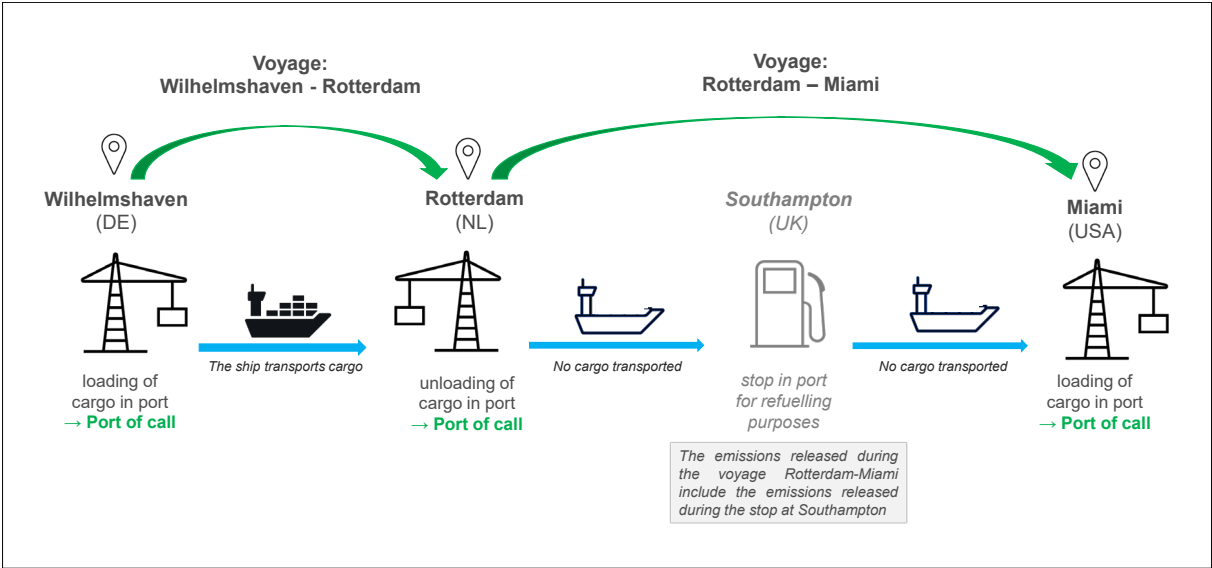 Voyage:
Wilhelmshaven - Rotterdam
Voyage:
Rotterdam – Miami
Wilhelmshaven
(DE)
Rotterdam
(NL)
Southampton
(UK)
Miami
(USA)
The ship transports cargo
No cargo transported
No cargo transported
loading of
cargo in port
→ Port of call
unloading of
cargo in port
→ Port of call
stop in port
for refuelling
purposes
loading of
cargo in port
→ Port of call
The emissions released during
the voyage Rotterdam-Miami
include the emissions released
during the stop at Southampton